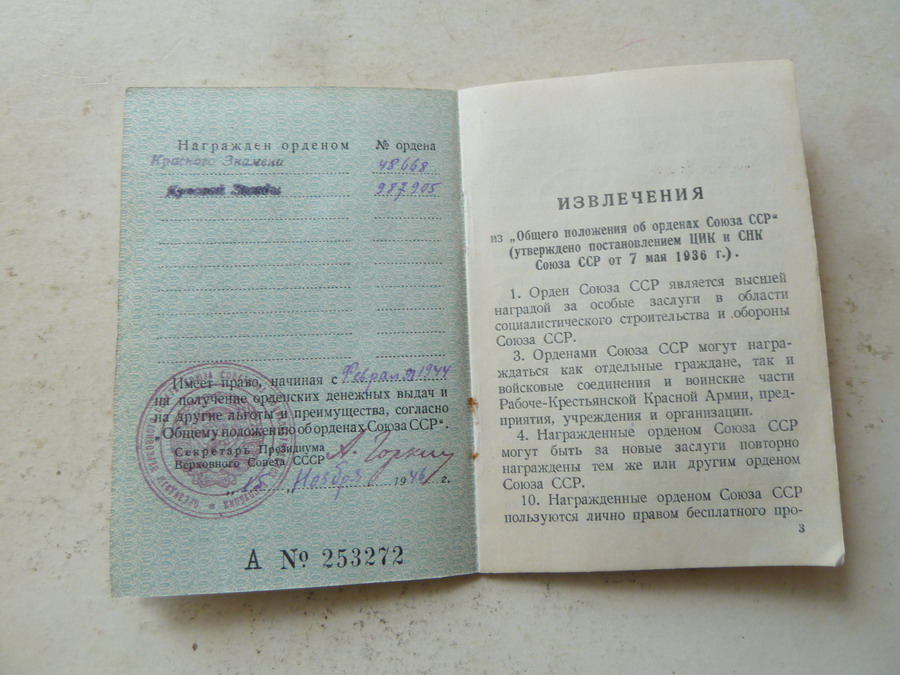 Награжден орденом № ордена
Красного Знамени 48668
Красной Звезды 987905
Имеет право, начиная с Февраля 1944
на получение орденских денежных выдач и
на другие льготы и преимущества, согласно
„Общему положению об орденах Союза ССР“.
Секретарь Президиума
Верховного Совета СССР А. Горкин
„15„ Ноября 1946 г.
А № 253272
ИЗВЛЕЧЕНИЯ
из „Общего положения об орденах Союза ССР“
(утверждено постановлением ЦИК и СНК
Союза ССР от 7 мая 1936 г.).
1. Орден Союза ССР является высшей
наградой за особые заслуги в области
социалистического строительства и обороны
Союза ССР.
3. Орденами Союза ССР могут награ-
ждаться как отдельные граждане, так и
войсковые соединения и воинские части
Рабоче-Крестьянской Красной Армии, пред-
приятия, учреждения и организации.
4. Награжденные орденом Союза ССР
могут быть за новые заслуги повторно
награждены тем же или другим орденом
Союза ССР.
10. Награжденные орденом Союза ССР
пользуются лично правом бесплатного про-
3